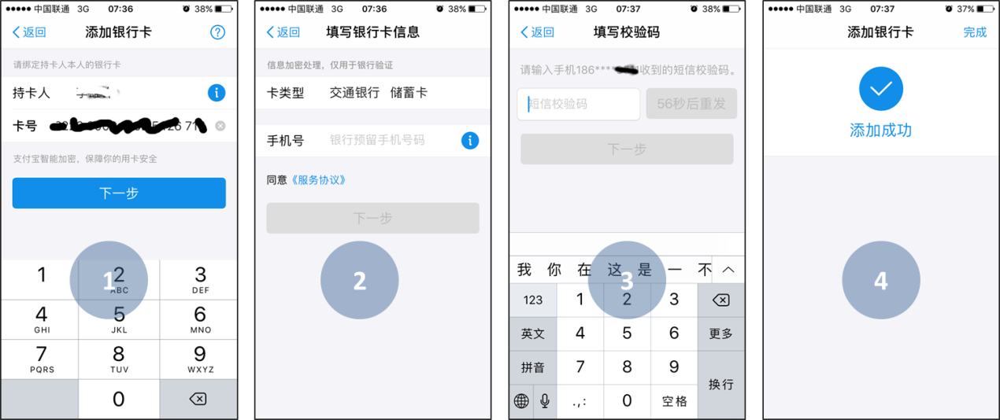 中国联通 3G 07:36 38%
返回 添加银行卡 ?
请绑定持卡人本人的银行卡
持卡人
卡号
支付宝智能加密，保障你的用卡安全
下一步
1
1 2 ABC 3 DEF
4 GHI 5 JKL 6 MNO
7 PQRS 8 TUV 9 WXYZ
0
中国联通 3G 07:36 38%
返回 填写银行卡信息
信息加密处理，仅用于银行验证
卡类型 交通银行 储蓄卡
手机号 银行预留手机号码
同意《服务协议》
下一步
2
中国联通 3G 07:37 38%
返回 填写校验码
请输入手机186****收到的短信校验码。
短信校验码 56秒后重发
下一步
3
我 你 在 这 是 一 不
123 1 2 3
英文 4 5 6 更多
拼音 7 8 9 换行
.,: 0 空格
中国联通 3G 07:37 37%
添加银行卡 完成
添加成功
4